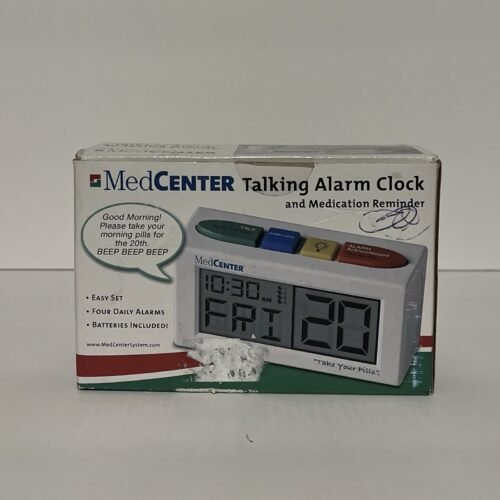 MedCENTER Talking Alarm Clock
and Medication Reminder
Good Morning!
Please take your
morning pills for
the 20th.
BEEP BEEP BEEP
TALK
ALARM
MedCENTER
10:30 AM
FRI 20
"Take Your Pills"
• EASY SET
• FOUR DAILY ALARMS
• BATTERIES INCLUDED!
www.MedCenterSystem.com